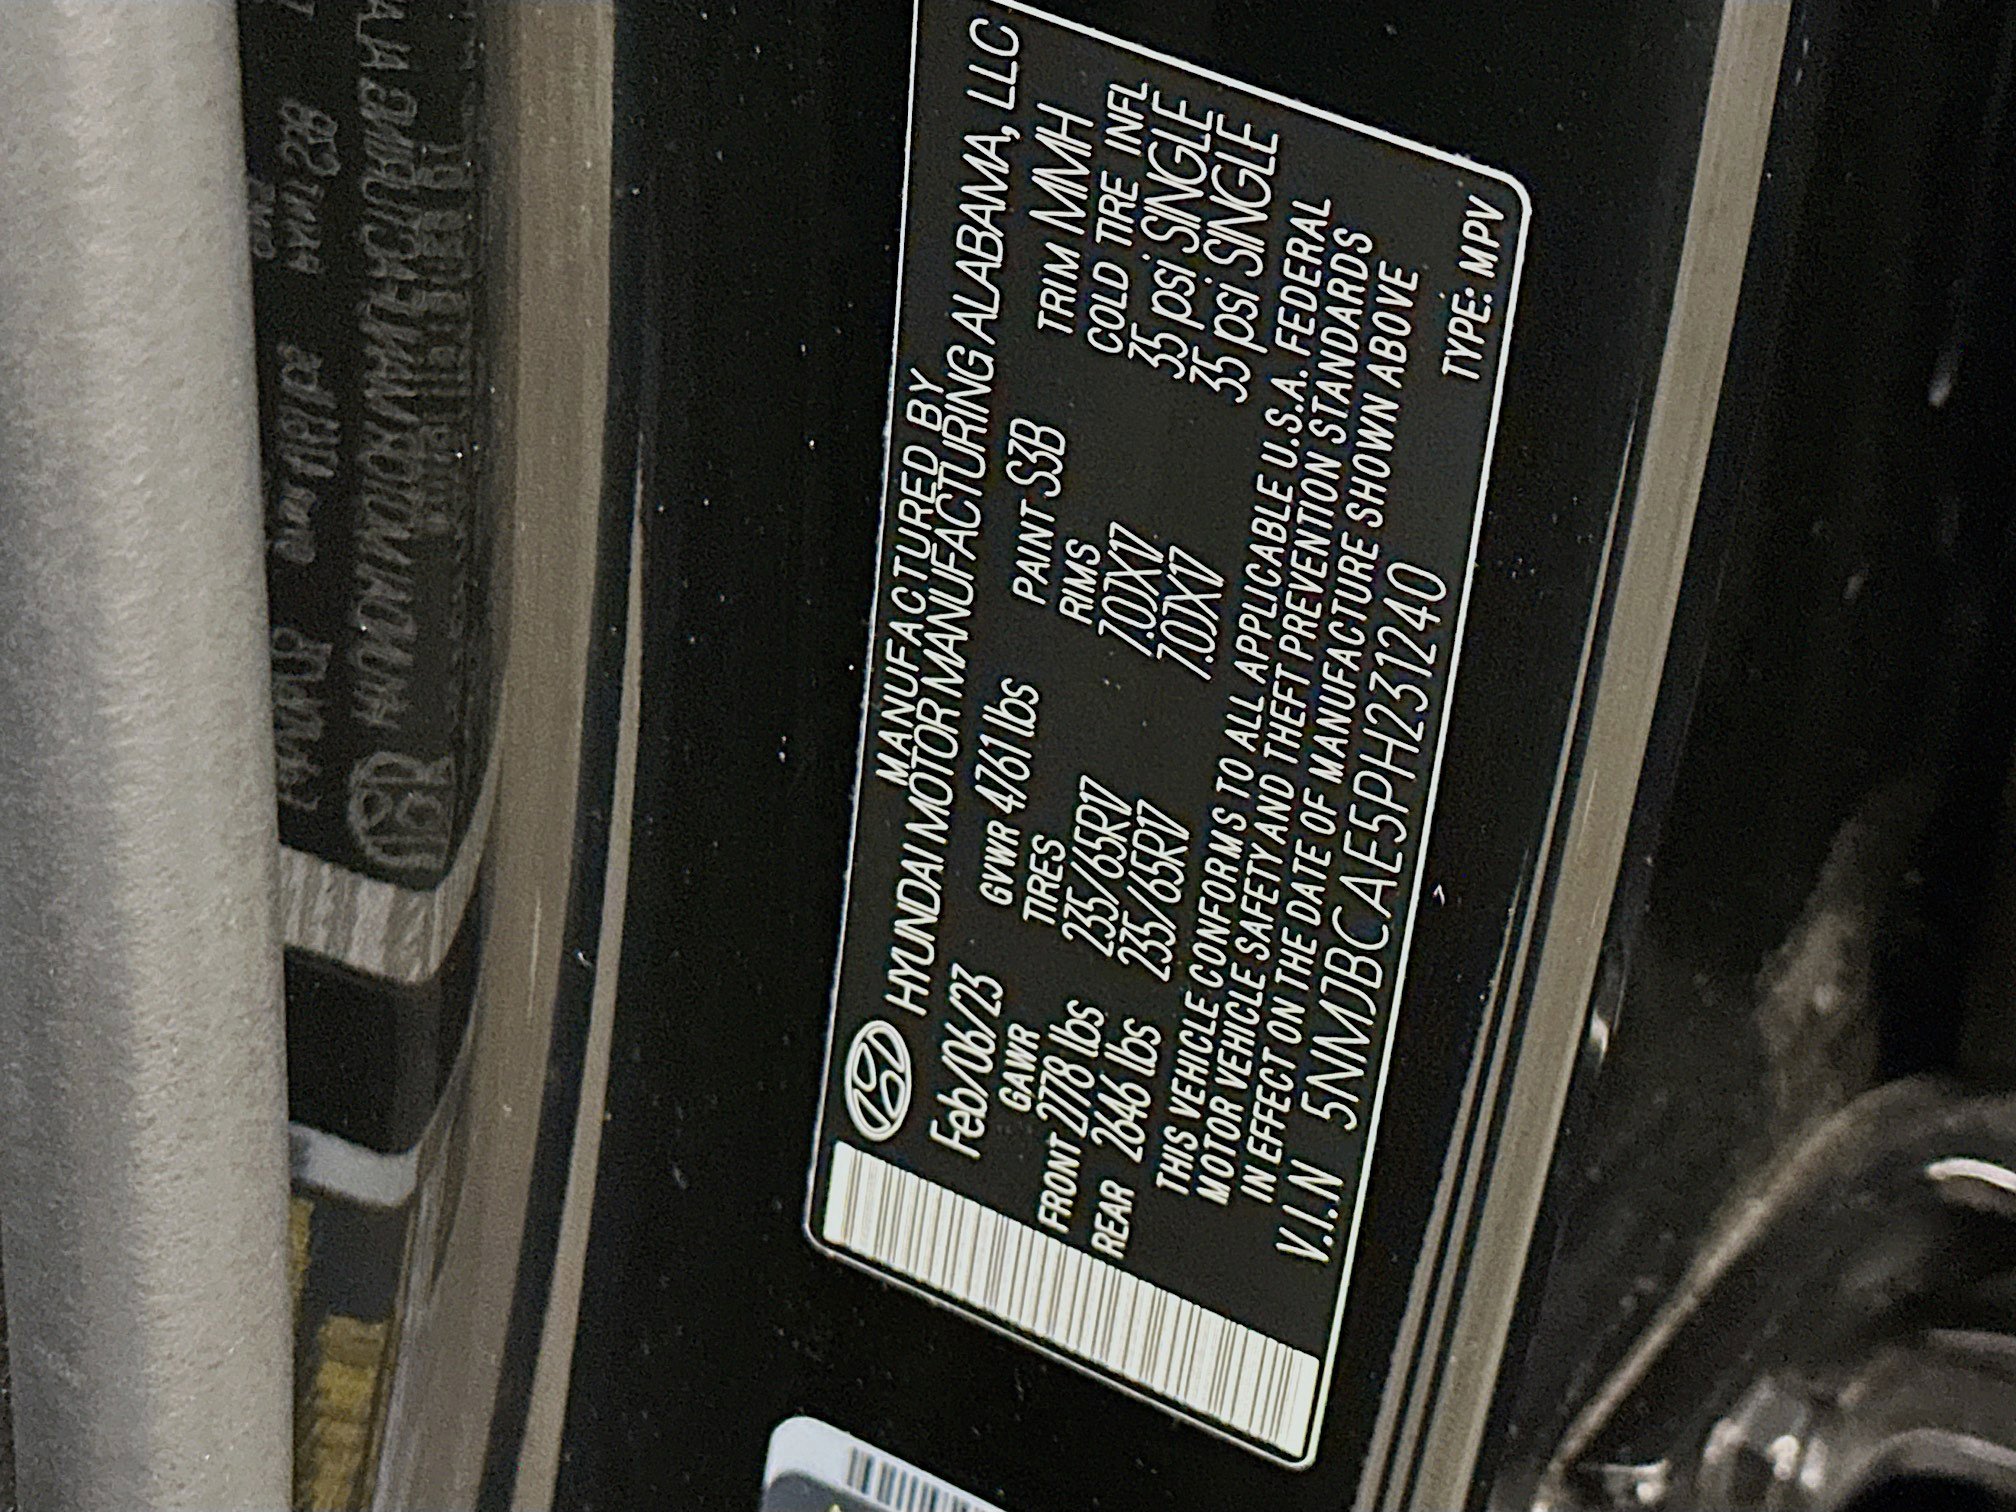 MANUFACTURED BY
HYUNDAI MOTOR MANUFACTURING ALABAMA, LLC
Feb/06/23 GVWR 4761 lbs PAINT S3B TRIM MMH
GAWR TIRES RIMS COLD TIRE INFL
FRONT 2778 lbs 235/65R17 7.0JX17 35 psi SINGLE
REAR 2646 lbs 235/65R17 7.0JX17 35 psi SINGLE
THIS VEHICLE CONFORMS TO ALL APPLICABLE U.S.A. FEDERAL
MOTOR VEHICLE SAFETY AND THEFT PREVENTION STANDARDS
IN EFFECT ON THE DATE OF MANUFACTURE SHOWN ABOVE
V.I.N 5NMJBCAE5PH231240 TYPE: MPV